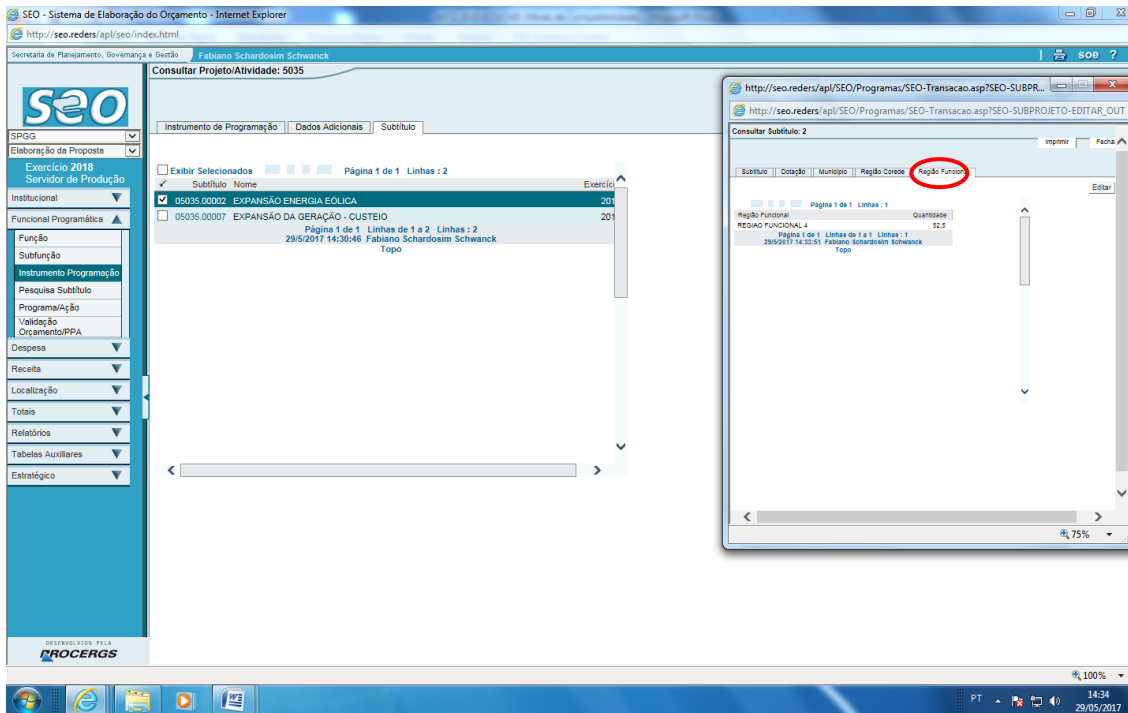 SEO - Sistema de Elaboração do Orçamento - Internet Explorer
http://seo.reders/apl/seo/index.html
Secretaria de Planejamento, Governança e Gestão
Fabiano Schardosim Schwanck
soe ?
Consultar Projeto/Atividade: 5035
seo
SPGG
Elaboração da Proposta
Exercício 2018
Servidor de Produção
Institucional
Funcional Programática
Função
Subfunção
Instrumento Programação
Pesquisa Subtítulo
Programa/Ação
Validação
Orçamento/PPA
Despesa
Receita
Localização
Totais
Relatórios
Tabelas Auxiliares
Estratégico
DESENVOLVIDO PELA
PROCERGS
Instrumento de Programação Dados Adicionais Subtítulo
Exibir Selecionados Página 1 de 1 Linhas : 2
✓ Subtítulo Nome Exercíci
05035.00002 EXPANSÃO ENERGIA EÓLICA 201
05035.00007 EXPANSÃO DA GERAÇÃO - CUSTEIO 201
Página 1 de 1 Linhas de 1 a 2 Linhas : 2
29/5/2017 14:30:46 Fabiano Schardosim Schwanck
Topo
http://seo.reders/apl/SEO/Programas/SEO-Transacao.asp?SEO-SUBPR...
http://seo.reders/apl/SEO/Programas/SEO-Transacao.asp?SEO-SUBPROJETO-EDITAR_OUT
Consultar Subtítulo: 2
Imprimir Fecha
Subtítulo Dotação Município Região Corede Região Funcional
Editar
Página 1 de 1 Linhas : 1
Região Funcional Quantidade
REGIAO FUNCIONAL 4 52,5
Página 1 de 1 Linhas de 1 a 1 Linhas : 1
29/5/2017 14:33:51 Fabiano Schardosim Schwanck
Topo
75%
100%
PT
14:34
29/05/2017